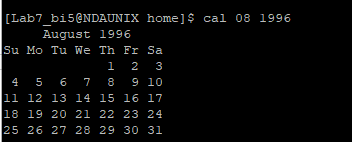 [Lab7_bi5@NDAUNIX home]$ cal 08 1996
     August 1996
Su Mo Tu We Th Fr Sa
             1  2  3
 4  5  6  7  8  9 10
11 12 13 14 15 16 17
18 19 20 21 22 23 24
25 26 27 28 29 30 31